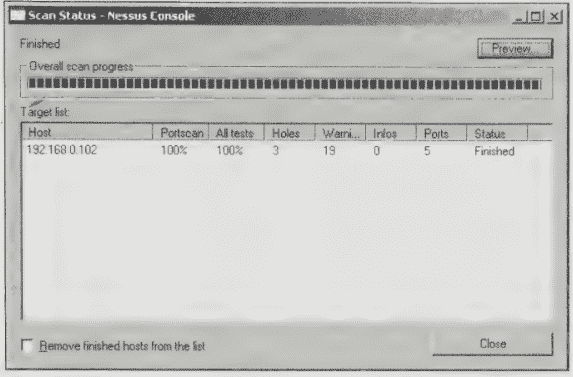 Scan Status - Nessus Console
Finished
Preview...
Overall scan progress
Target list:
Host Portscan All tests Holes Warni... Infos Ports Status
192.168.0.102 100% 100% 3 19 0 5 Finished
Remove finished hosts from the list
Close